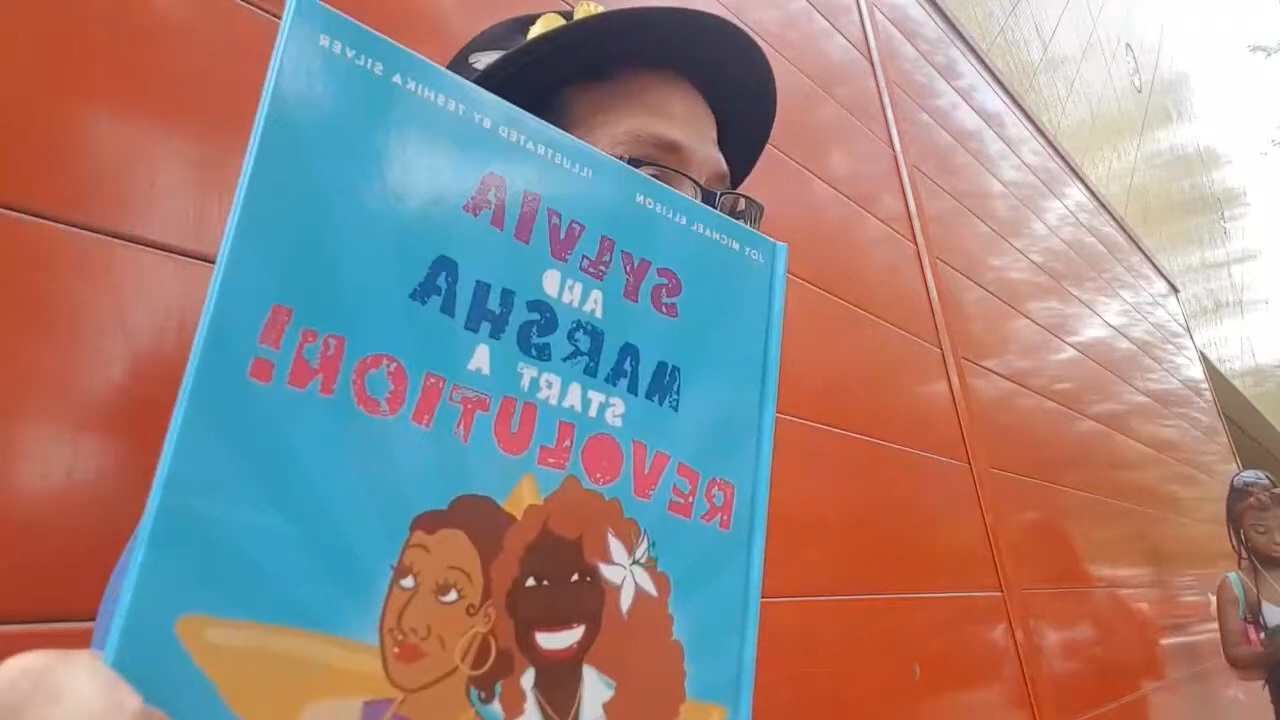 JOY MICHAEL ELLISON
ILLUSTRATED BY TESHIKA SILVER
SYLVIA
AND
MARSHA
START A
REVOLUTION!